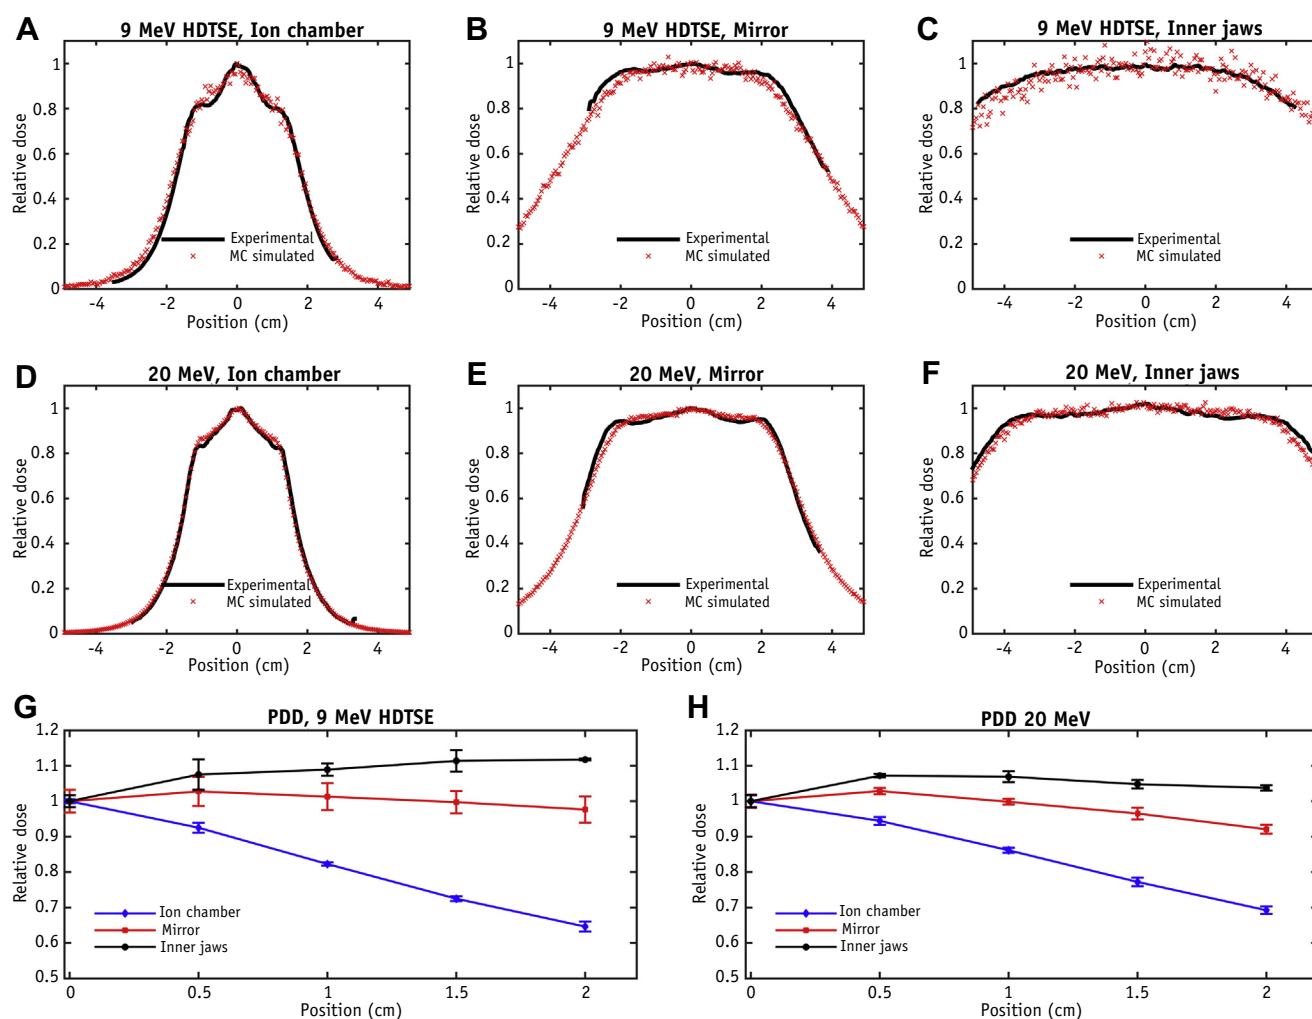 A
9 MeV HDTSE, Ion chamber
1
0.8
0.6
0.4
0.2
0
Relative dose
Experimental
MC simulated
-4
-2
0
2
4
Position (cm)
B
9 MeV HDTSE, Mirror
1
0.8
0.6
0.4
0.2
0
Relative dose
Experimental
MC simulated
-4
-2
0
2
4
Position (cm)
C
9 MeV HDTSE, Inner jaws
1
0.8
0.6
0.4
0.2
0
Relative dose
Experimental
MC simulated
-4
-2
0
2
4
Position (cm)
D
20 MeV, Ion chamber
1
0.8
0.6
0.4
0.2
0
Relative dose
Experimental
MC simulated
-4
-2
0
2
4
Position (cm)
E
20 MeV, Mirror
1
0.8
0.6
0.4
0.2
0
Relative dose
Experimental
MC simulated
-4
-2
0
2
4
Position (cm)
F
20 MeV, Inner jaws
1
0.8
0.6
0.4
0.2
0
Relative dose
Experimental
MC simulated
-4
-2
0
2
4
Position (cm)
G
PDD, 9 MeV HDTSE
1.2
1.1
1
0.9
0.8
0.7
0.6
0.5
Relative dose
Ion chamber
Mirror
Inner jaws
0
0.5
1
1.5
2
Position (cm)
H
PDD 20 MeV
1.2
1.1
1
0.9
0.8
0.7
0.6
0.5
Relative dose
Ion chamber
Mirror
Inner jaws
0
0.5
1
1.5
2
Position (cm)